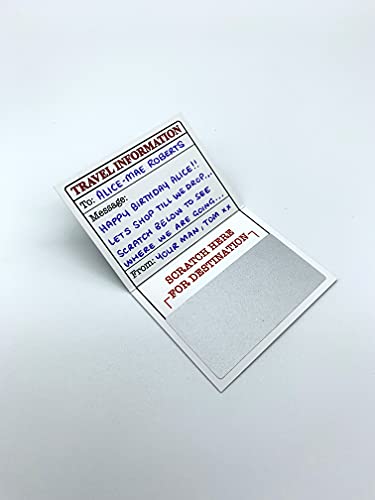 TRAVEL INFORMATION
To: ALICE-MAE ROBERTS
Message:
HAPPY BIRTHDAY ALICE!!
LETS SHOP TILL WE DROP...
SCRATCH BELOW TO SEE
WHERE WE ARE GOING...
From: YOUR MAN, TOM xx
SCRATCH HERE
FOR DESTINATION